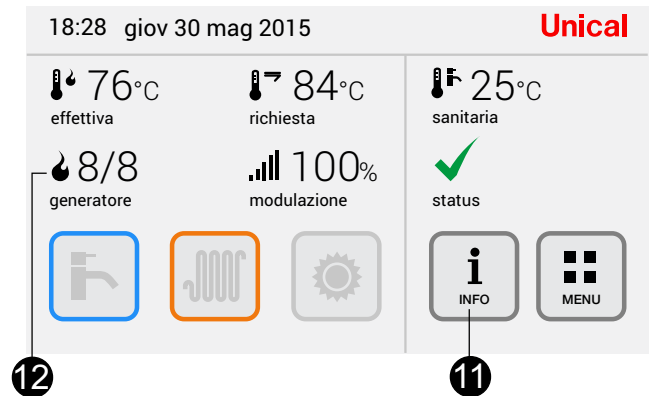 18:28 giov 30 mag 2015 Unical
76°C 84°C 25°C
effettiva richiesta sanitaria
8/8 100%
generatore modulazione status
i
INFO MENU
12 11